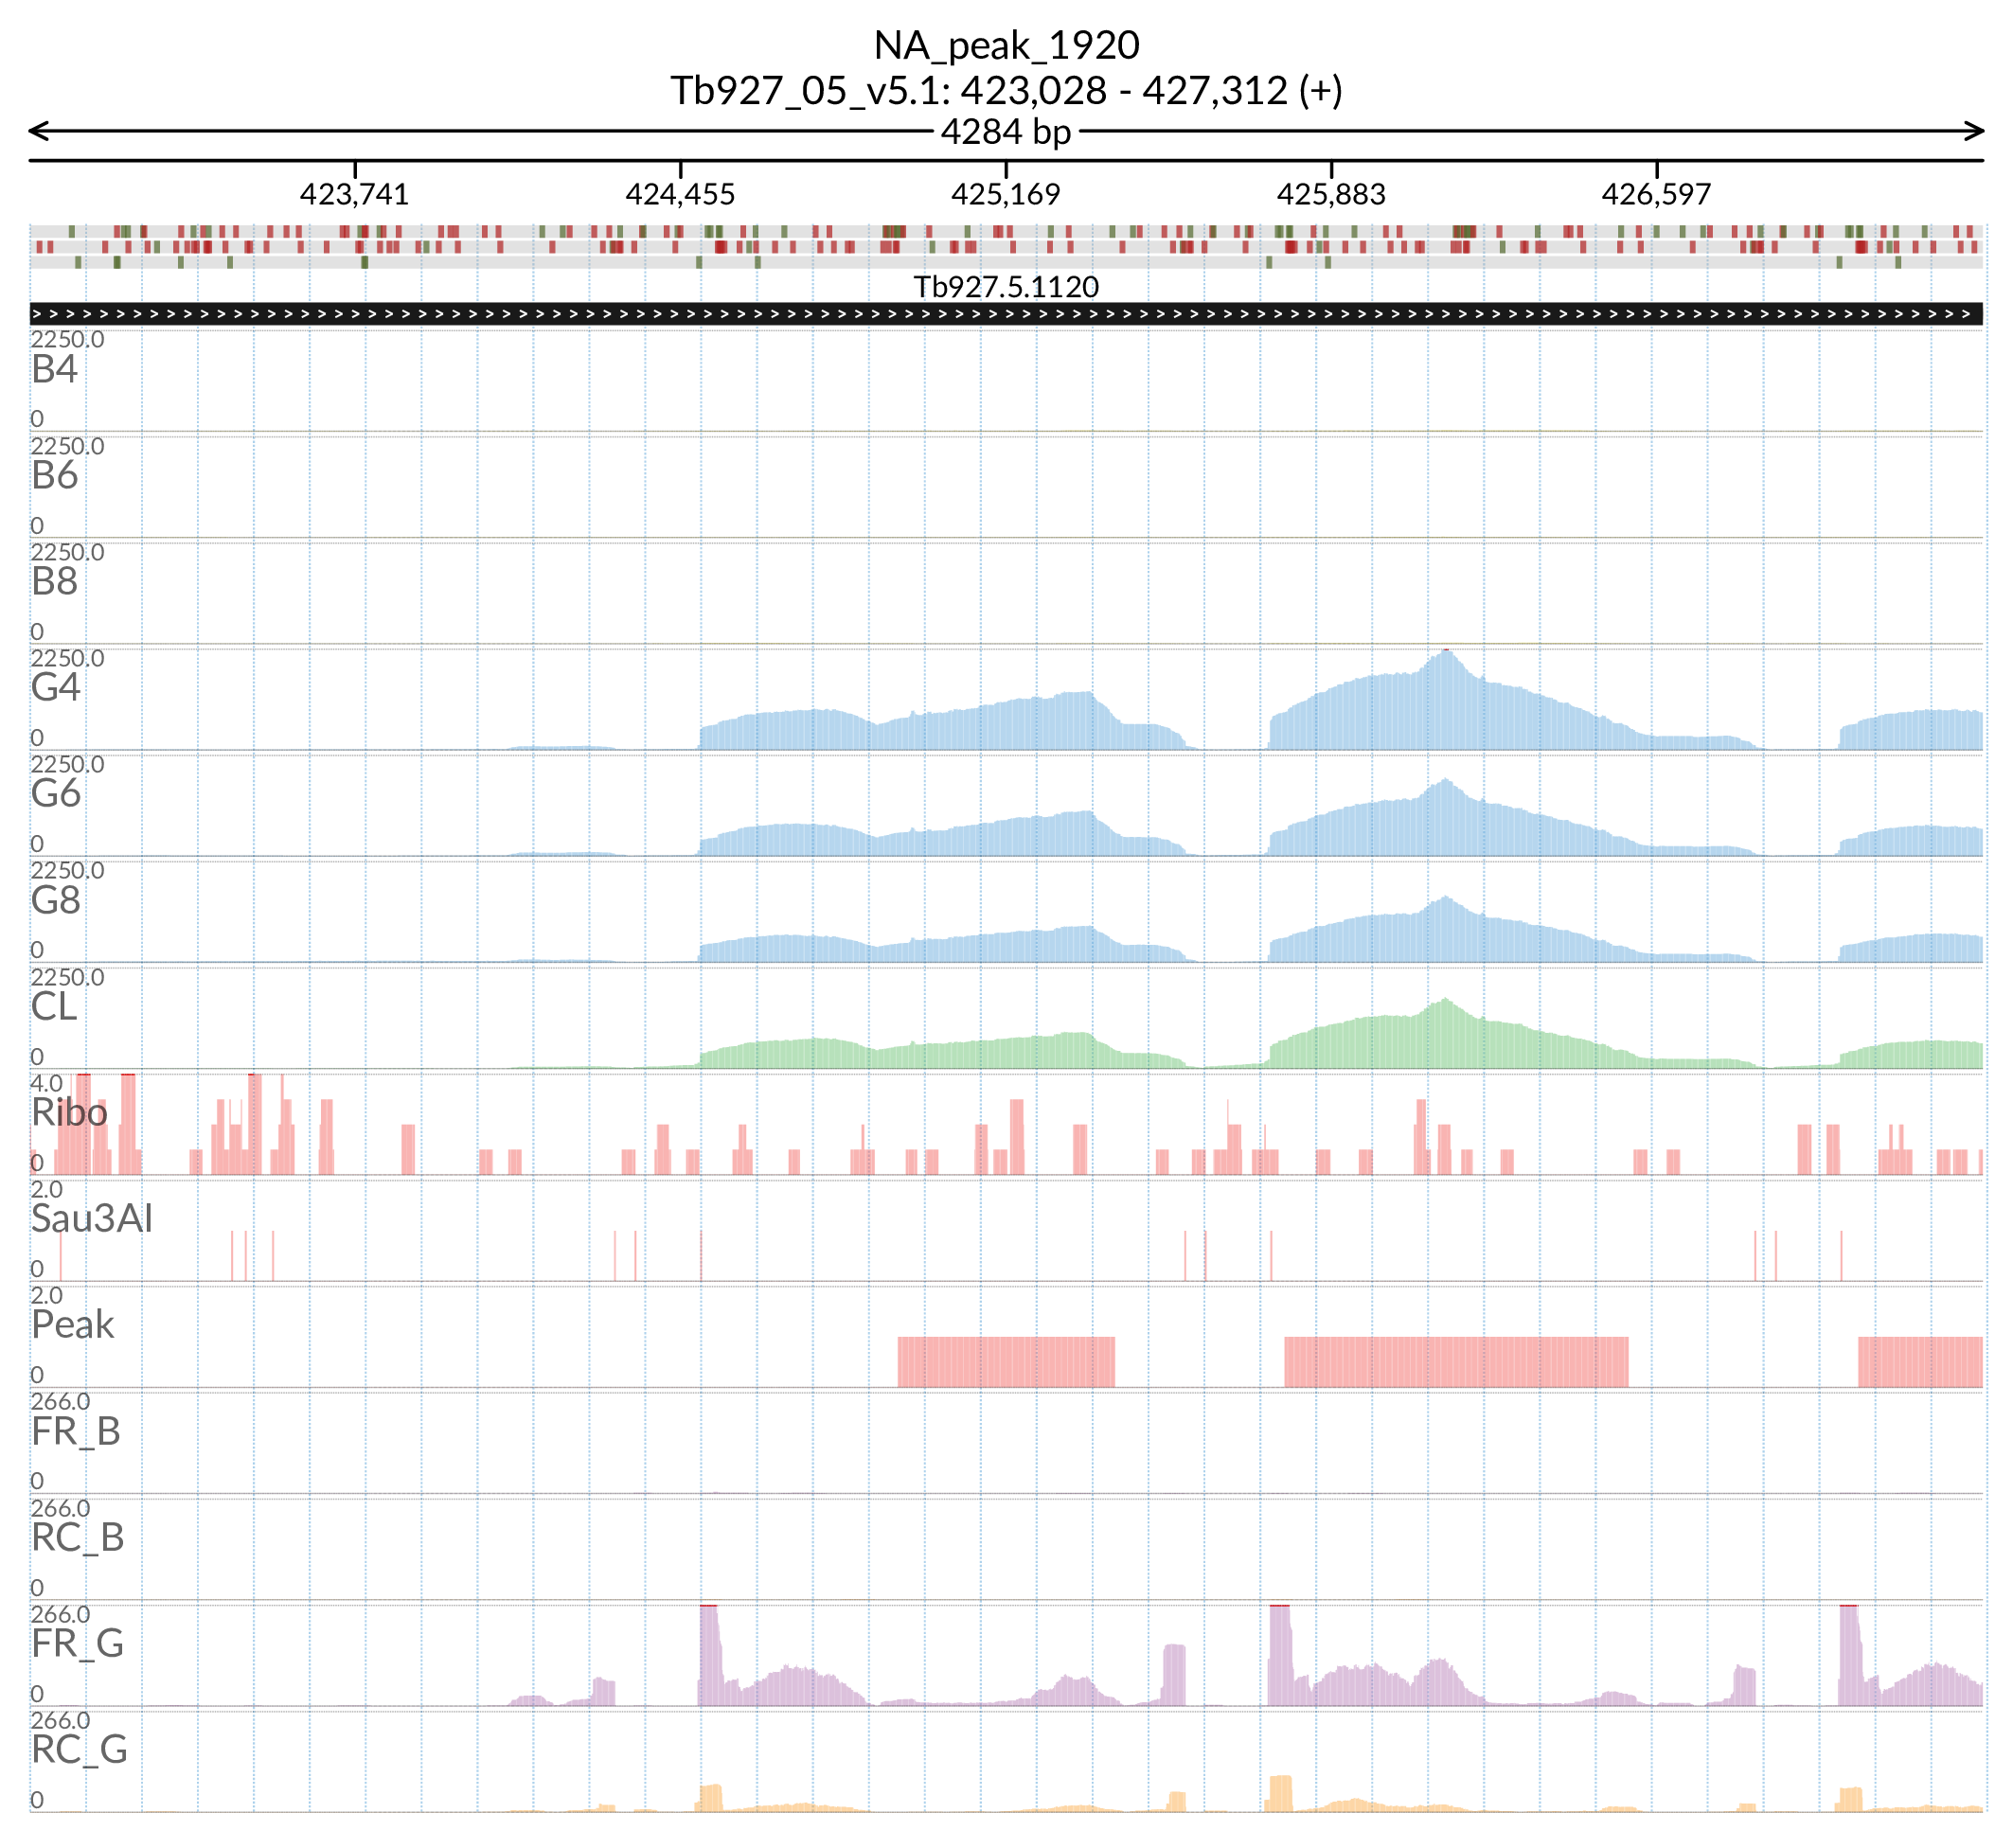 NA_peak_1920
Tb927_05_v5.1: 423,028 - 427,312 (+)
4284 bp
423,741 424,455 425,169 425,883 426,597
Tb927.5.1120
2250.0
B4
0
2250.0
B6
0
2250.0
B8
0
2250.0
G4
0
2250.0
G6
0
2250.0
G8
0
2250.0
CL
0
4.0
Ribo
0
2.0
Sau3AI
0
2.0
Peak
0
266.0
FR_B
0
266.0
RC_B
0
266.0
FR_G
0
266.0
RC_G
0